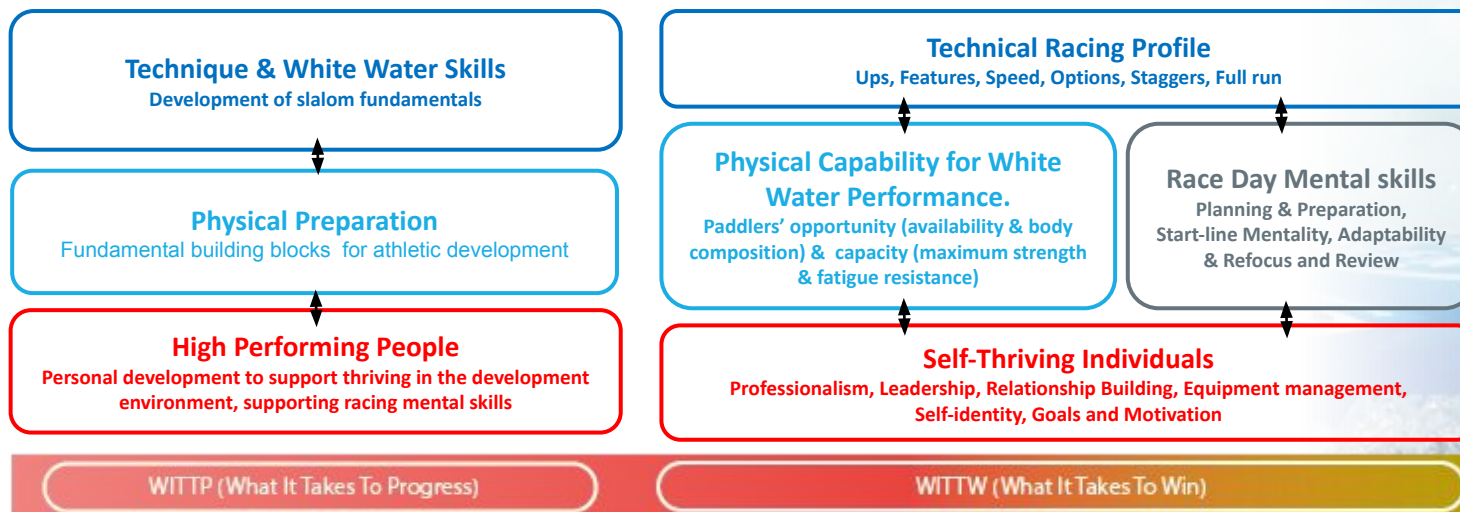 Technique & White Water Skills
Development of slalom fundamentals
Physical Preparation
Fundamental building blocks for athletic development
High Performing People
Personal development to support thriving in the development
environment, supporting racing mental skills
WITTP (What It Takes To Progress)
Technical Racing Profile
Ups, Features, Speed, Options, Staggers, Full run
Physical Capability for White
Water Performance.
Paddlers’ opportunity (availability & body
composition) & capacity (maximum strength
& fatigue resistance)
Race Day Mental skills
Planning & Preparation,
Start-line Mentality, Adaptability
& Refocus and Review
Self-Thriving Individuals
Professionalism, Leadership, Relationship Building, Equipment management,
Self-identity, Goals and Motivation
WITTW (What It Takes To Win)